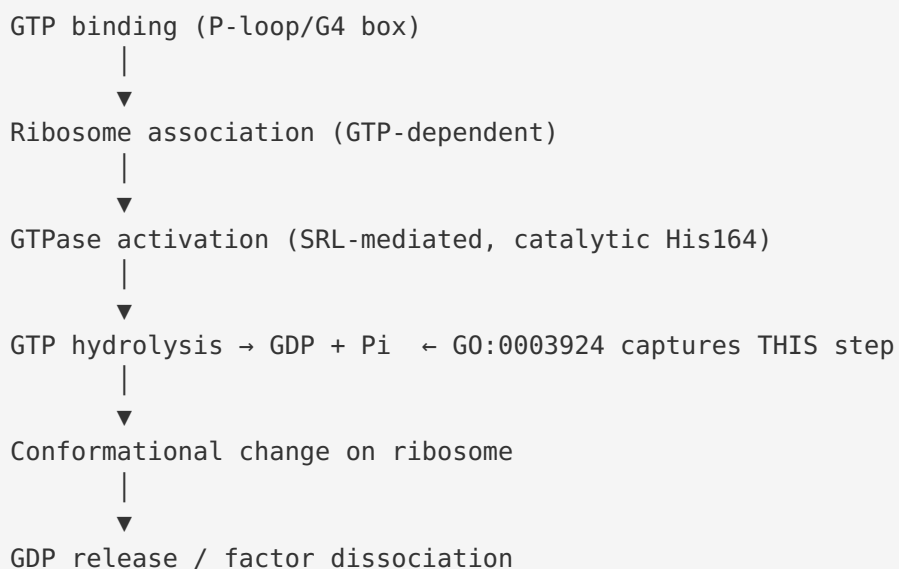 GTP binding (P-loop/G4 box)
│
▼
Ribosome association (GTP-dependent)
│
▼
GTPase activation (SRL-mediated, catalytic His164)
│
▼
GTP hydrolysis → GDP + Pi  ← GO:0003924 captures THIS step
│
▼
Conformational change on ribosome
│
▼
GDP release / factor dissociation